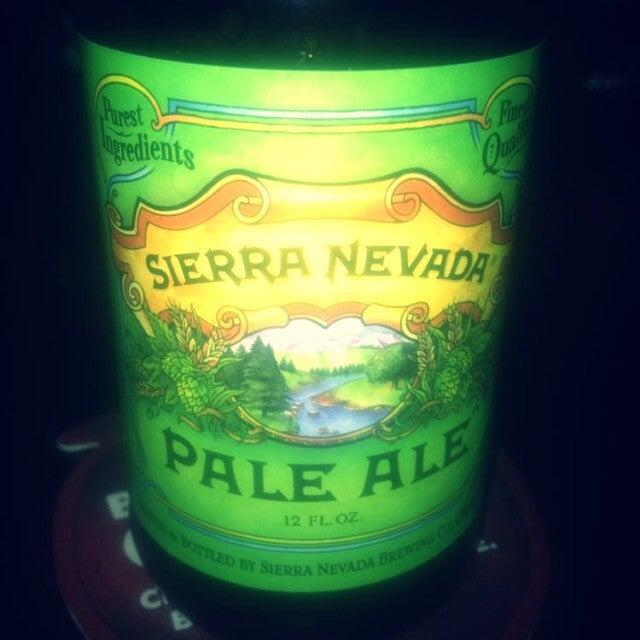 Purest
Ingredients
Finest
Quality
SIERRA NEVADA
PALE ALE
12 FL. OZ.
& BOTTLED BY SIERRA NEVADA BREWING CO.